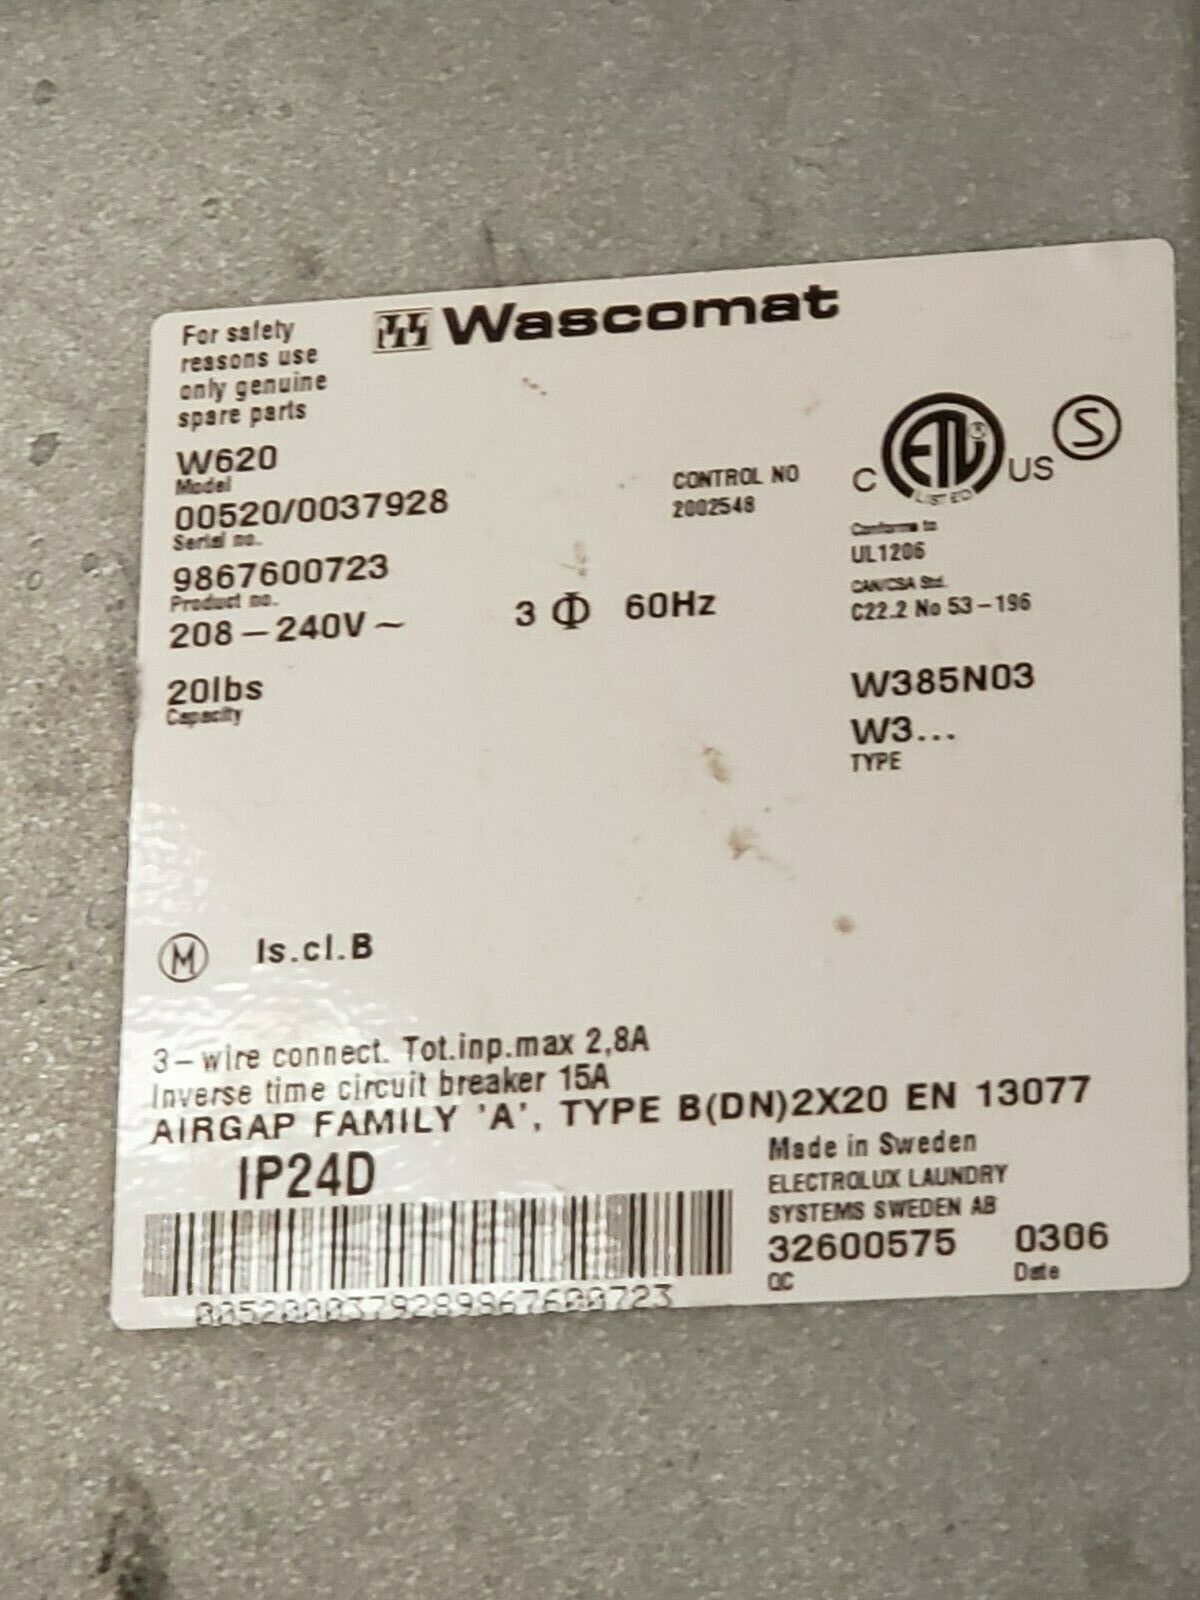 For safety
reasons use
only genuine
spare parts
Wascomat
W620
Model
00520/0037928
Serial no.
CONTROL NO
2002548
C ETL US
LISTED
S
Conforms to
UL1206
CAN/CSA Std.
C22.2 No 53-196
9867600723
Product no.
208-240V~ 3 Φ 60Hz
20lbs
Capacity
W385N03
W3...
TYPE
M Is.cl.B
3-wire connect. Tot.inp.max 2,8A
Inverse time circuit breaker 15A
AIRGAP FAMILY 'A', TYPE B(DN)2X20 EN 13077
IP24D
Made in Sweden
ELECTROLUX LAUNDRY
SYSTEMS SWEDEN AB
32600575 0306
QC Date
0052000379289867600723